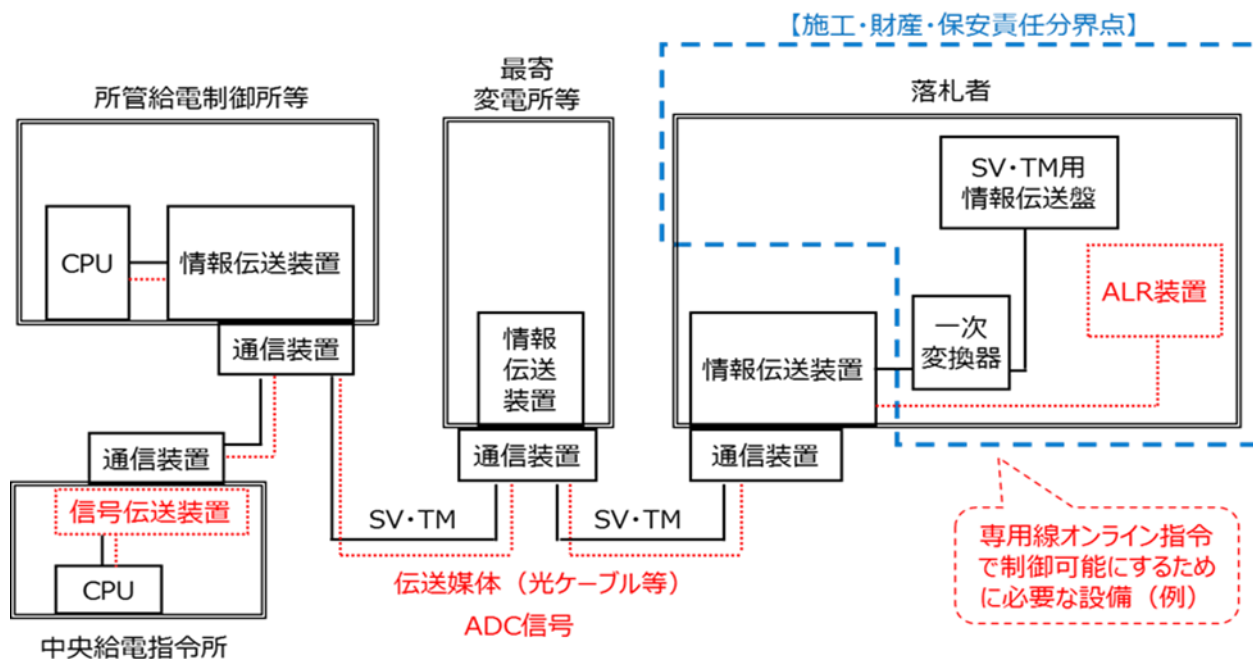 【施工・財産・保安責任分界点】
所管給電制御所等
最寄
変電所等
落札者
CPU
情報伝送装置
通信装置
通信装置
信号伝送装置
CPU
中央給電指令所
情報
伝送
装置
通信装置
SV・TM
SV・TM
伝送媒体（光ケーブル等）
ADC信号
SV・TM用
情報伝送盤
ALR装置
一次
変換器
情報伝送装置
通信装置
専用線オンライン指令
で制御可能にするため
に必要な設備（例）